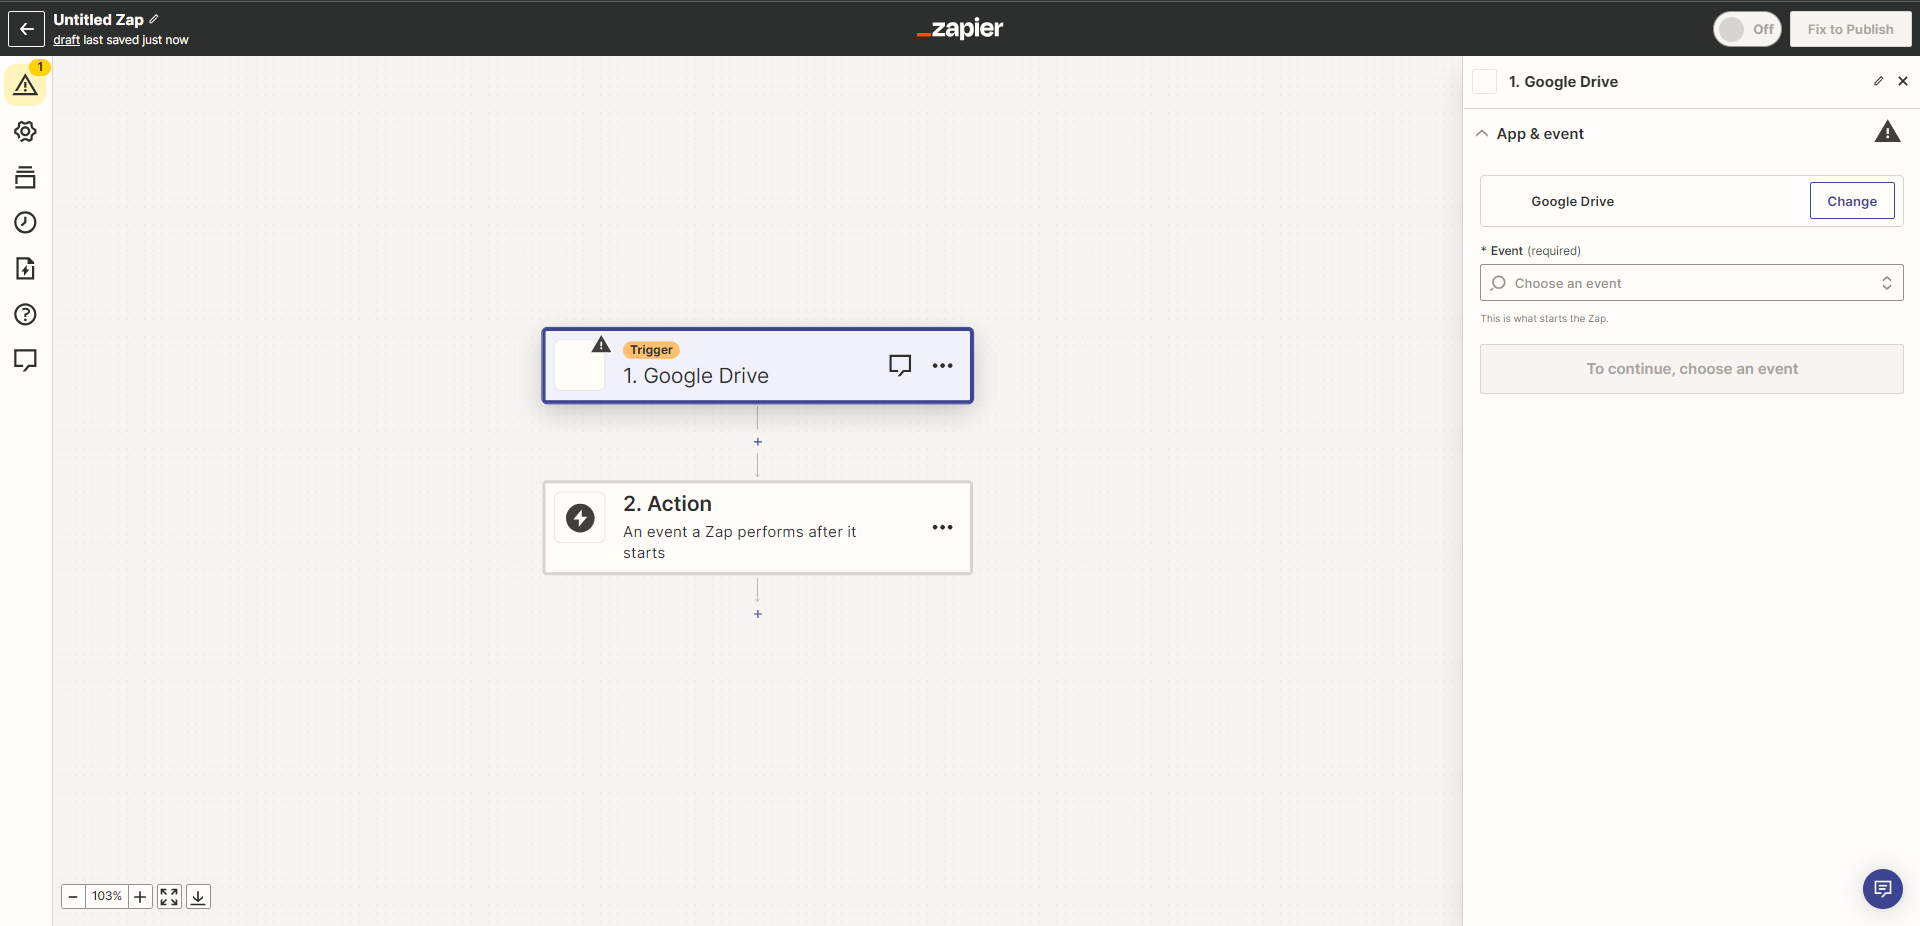 Untitled Zap
draft last saved just now
zapier
Off
Fix to Publish
1
1. Google Drive
App & event
Google Drive
Change
* Event (required)
Choose an event
This is what starts the Zap.
To continue, choose an event
Trigger
1. Google Drive
2. Action
An event a Zap performs after it
starts
103%